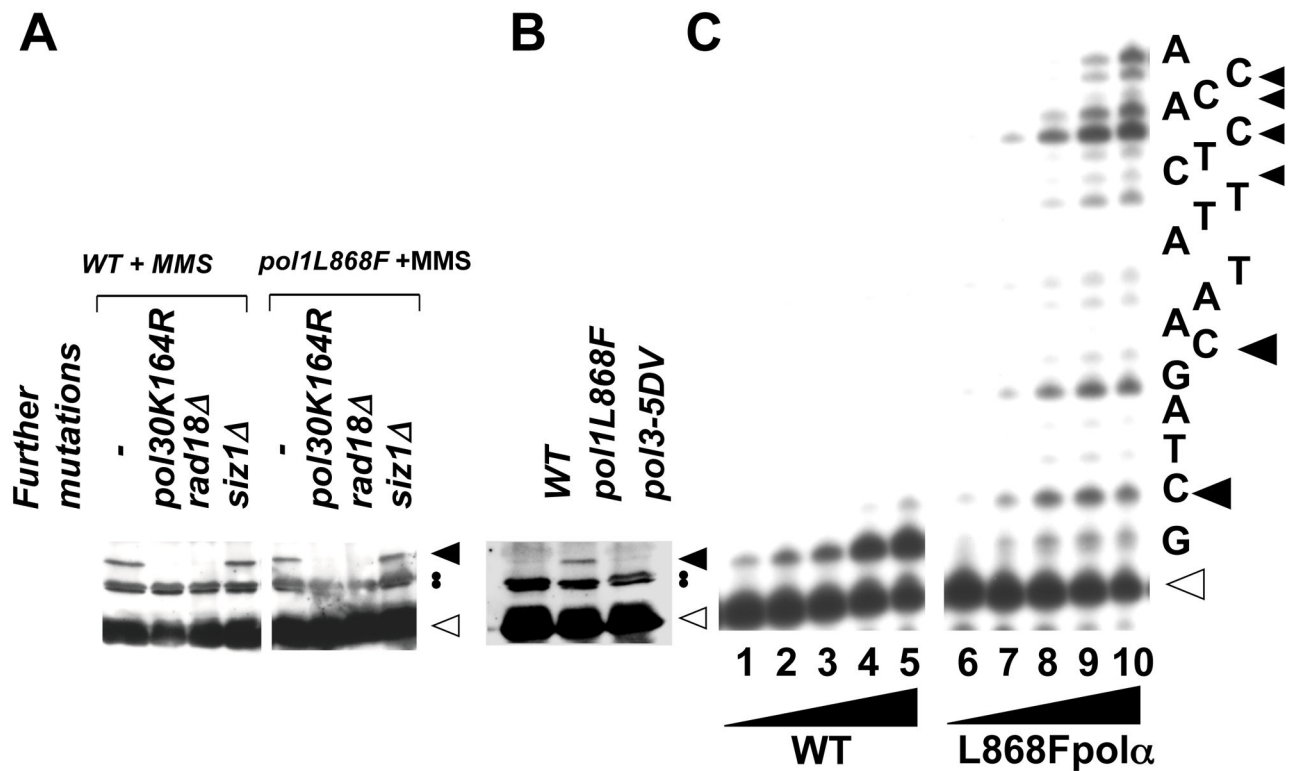 A
B
C
WT + MMS
pol1L868F +MMS
Further
mutations
-
pol30K164R
rad18Δ
siz1Δ
-
pol30K164R
rad18Δ
siz1Δ
WT
pol1L868F
pol3-5DV
A
C
C
A
C
T
C
T
T
A
T
A
A
C
G
A
T
C
G
1 2 3 4 5
6 7 8 9 10
WT
L868Fpolα